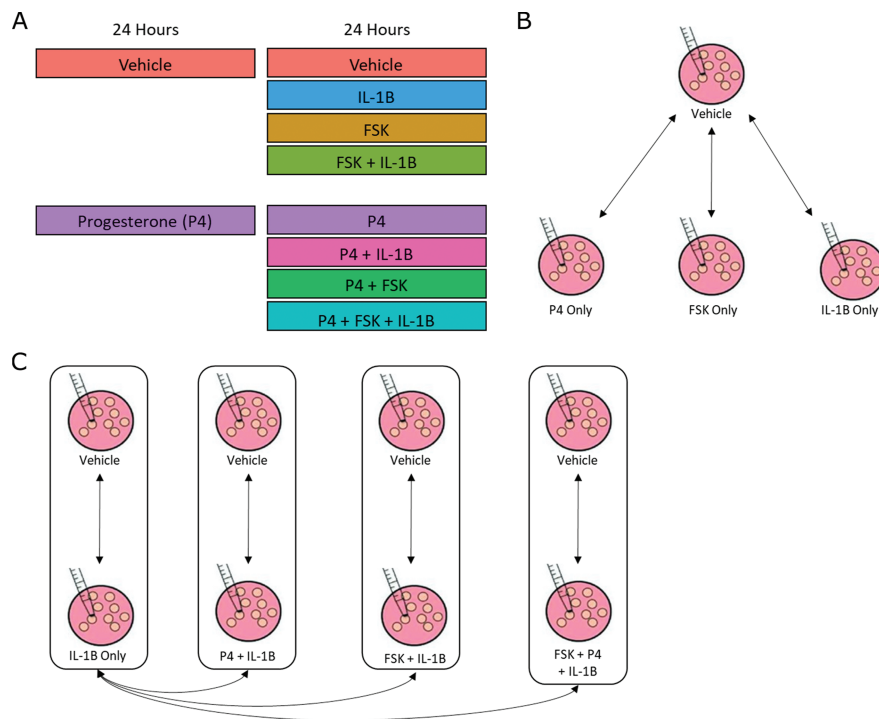 A
24 Hours
24 Hours
Vehicle
Vehicle
IL-1B
FSK
FSK + IL-1B
Progesterone (P4)
P4
P4 + IL-1B
P4 + FSK
P4 + FSK + IL-1B
B
Vehicle
P4 Only
FSK Only
IL-1B Only
C
Vehicle
Vehicle
Vehicle
Vehicle
IL-1B Only
P4 + IL-1B
FSK + IL-1B
FSK + P4
+ IL-1B